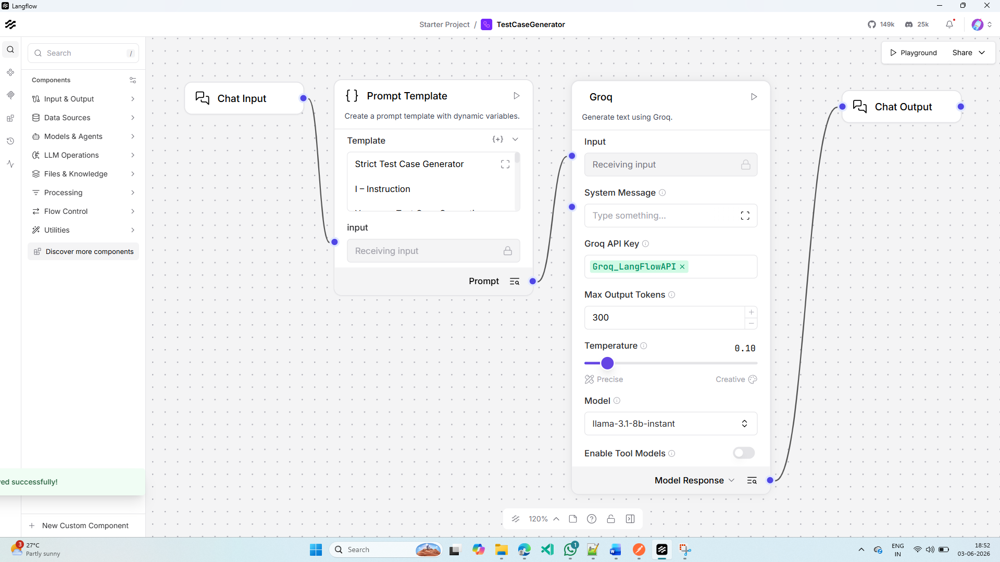 Langflow
Starter Project / TestCaseGenerator
149k
25k
Search /
Playground
Share
Components
Input & Output
Data Sources
Models & Agents
LLM Operations
Files & Knowledge
Processing
Flow Control
Utilities
Discover more components
Chat Input
Prompt Template
Create a prompt template with dynamic variables.
Template
{+}
Strict Test Case Generator
I – Instruction
input
Receiving input
Prompt
Groq
Generate text using Groq.
Input
Receiving input
System Message
Type something...
Groq API Key
Groq_LangFlowAPI ×
Max Output Tokens
300
Temperature
0.10
Precise
Creative
Model
llama-3.1-8b-instant
Enable Tool Models
Model Response
Chat Output
ved successfully!
New Custom Component
120%
3
27°C
Partly sunny
Search
1
ENG
IN
18:52
03-06-2026